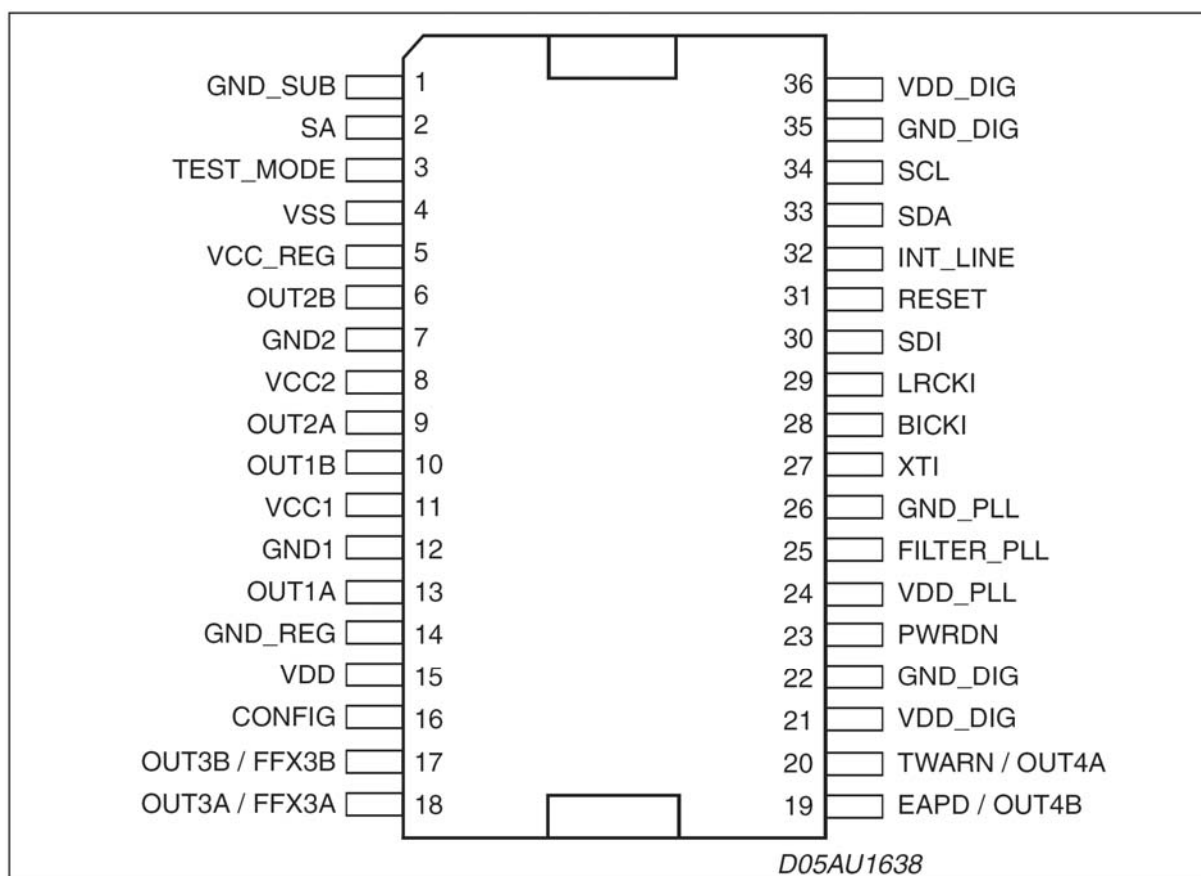 GND_SUB 1 36 VDD_DIG
SA 2 35 GND_DIG
TEST_MODE 3 34 SCL
VSS 4 33 SDA
VCC_REG 5 32 INT_LINE
OUT2B 6 31 RESET
GND2 7 30 SDI
VCC2 8 29 LRCKI
OUT2A 9 28 BICKI
OUT1B 10 27 XTI
VCC1 11 26 GND_PLL
GND1 12 25 FILTER_PLL
OUT1A 13 24 VDD_PLL
GND_REG 14 23 PWRDN
VDD 15 22 GND_DIG
CONFIG 16 21 VDD_DIG
OUT3B / FFX3B 17 20 TWARN / OUT4A
OUT3A / FFX3A 18 19 EAPD / OUT4B
D05AU1638